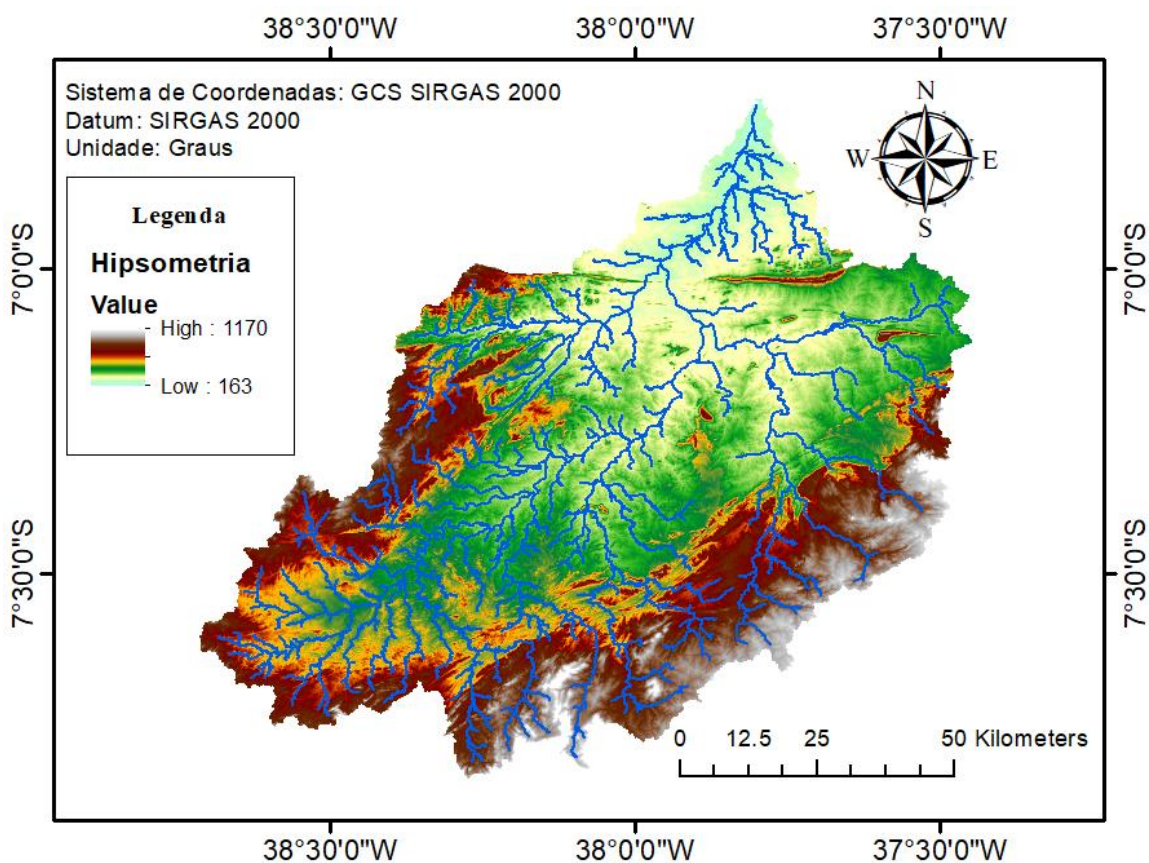 38°30'0"W 38°0'0"W 37°30'0"W
Sistema de Coordenadas: GCS SIRGAS 2000
Datum: SIRGAS 2000
Unidade: Graus
N
W E
S
Legenda
Hipsometria
Value
High : 1170
Low : 163
7°0'0"S 7°0'0"S
7°30'0"S 7°30'0"S
0 12.5 25 50 Kilometers
38°30'0"W 38°0'0"W 37°30'0"W